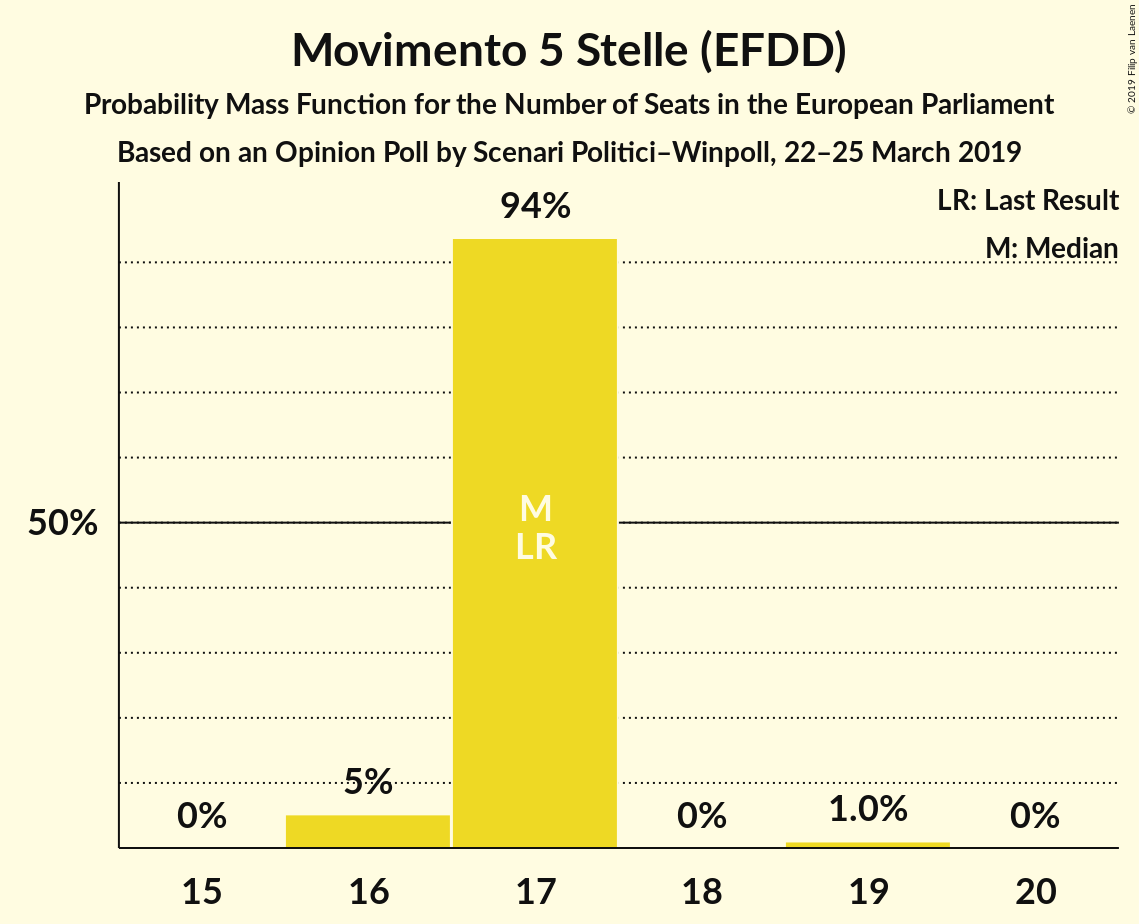 Movimento 5 Stelle (EFDD)
Probability Mass Function for the Number of Seats in the European Parliament
Based on an Opinion Poll by Scenari Politici–Winpoll, 22–25 March 2019
© 2019 Filip van Laenen
LR: Last Result
M: Median
94%
50%
M
LR
0%
5%
0%
1.0%
0%
15 16 17 18 19 20